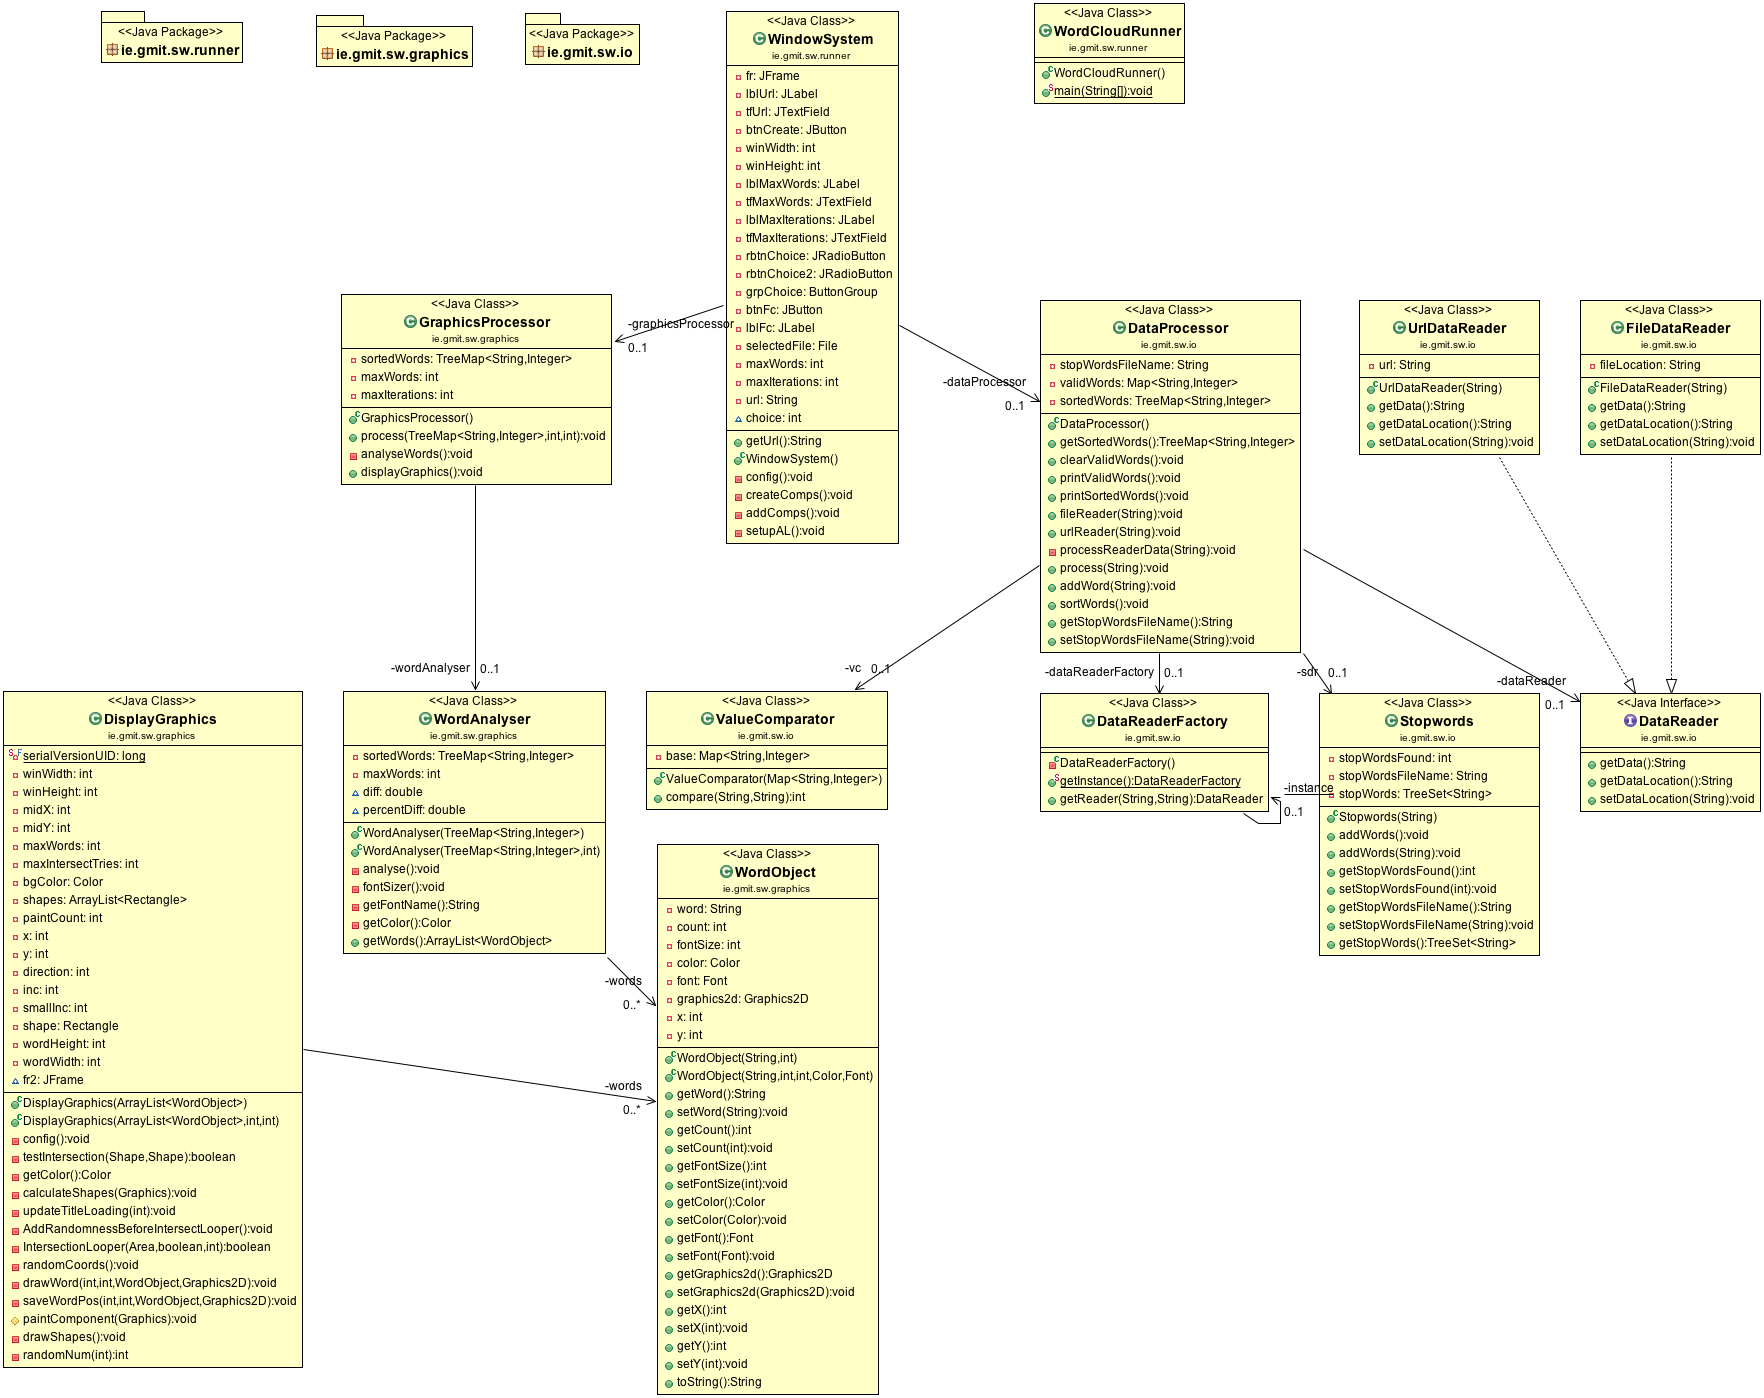 <<Java Package>>
ie.gmit.sw.runner
<<Java Package>>
ie.gmit.sw.graphics
<<Java Package>>
ie.gmit.sw.io
<<Java Class>>
WindowSystem
ie.gmit.sw.runner
fr: JFrame
lblUrl: JLabel
tfUrl: JTextField
btnCreate: JButton
winWidth: int
winHeight: int
lblMaxWords: JLabel
tfMaxWords: JTextField
lblMaxIterations: JLabel
tfMaxIterations: JTextField
rbtnChoice: JRadioButton
rbtnChoice2: JRadioButton
grpChoice: ButtonGroup
btnFc: JButton
lblFc: JLabel
selectedFile: File
maxWords: int
maxIterations: int
url: String
choice: int
getUrl():String
WindowSystem()
config():void
createComps():void
addComps():void
setupAL():void
<<Java Class>>
WordCloudRunner
ie.gmit.sw.runner
WordCloudRunner()
main(String[]):void
<<Java Class>>
GraphicsProcessor
ie.gmit.sw.graphics
sortedWords: TreeMap<String,Integer>
maxWords: int
maxIterations: int
GraphicsProcessor()
process(TreeMap<String,Integer>,int,int):void
analyseWords():void
displayGraphics():void
-graphicsProcessor
0..1
-dataProcessor
0..1
<<Java Class>>
DataProcessor
ie.gmit.sw.io
stopWordsFileName: String
validWords: Map<String,Integer>
sortedWords: TreeMap<String,Integer>
DataProcessor()
getSortedWords():TreeMap<String,Integer>
clearValidWords():void
printValidWords():void
printSortedWords():void
fileReader(String):void
urlReader(String):void
processReaderData(String):void
process(String):void
addWord(String):void
sortWords():void
getStopWordsFileName():String
setStopWordsFileName(String):void
<<Java Class>>
UrlDataReader
ie.gmit.sw.io
url: String
UrlDataReader(String)
getData():String
getDataLocation():String
setDataLocation(String):void
<<Java Class>>
FileDataReader
ie.gmit.sw.io
fileLocation: String
FileDataReader(String)
getData():String
getDataLocation():String
setDataLocation(String):void
-wordAnalyser
0..1
-vc
0..1
-dataReaderFactory
0..1
-sdr
0..1
-dataReader
0..1
<<Java Class>>
DisplayGraphics
ie.gmit.sw.graphics
serialVersionUID: long
winWidth: int
winHeight: int
midX: int
midY: int
maxWords: int
maxIntersectTries: int
bgColor: Color
shapes: ArrayList<Rectangle>
paintCount: int
x: int
y: int
direction: int
inc: int
smallInc: int
shape: Rectangle
wordHeight: int
wordWidth: int
fr2: JFrame
DisplayGraphics(ArrayList<WordObject>)
DisplayGraphics(ArrayList<WordObject>,int,int)
config():void
testIntersection(Shape,Shape):boolean
getColor():Color
calculateShapes(Graphics):void
updateTitleLoading(int):void
AddRandomnessBeforeIntersectLooper():void
IntersectionLooper(Area,boolean,int):boolean
randomCoords():void
drawWord(int,int,WordObject,Graphics2D):void
saveWordPos(int,int,WordObject,Graphics2D):void
paintComponent(Graphics):void
drawShapes():void
randomNum(int):int
<<Java Class>>
WordAnalyser
ie.gmit.sw.graphics
sortedWords: TreeMap<String,Integer>
maxWords: int
diff: double
percentDiff: double
WordAnalyser(TreeMap<String,Integer>)
WordAnalyser(TreeMap<String,Integer>,int)
analyse():void
fontSizer():void
getFontName():String
getColor():Color
getWords():ArrayList<WordObject>
-words
0..*
-words
0..*
<<Java Class>>
ValueComparator
ie.gmit.sw.io
base: Map<String,Integer>
ValueComparator(Map<String,Integer>)
compare(String,String):int
<<Java Class>>
WordObject
ie.gmit.sw.graphics
word: String
count: int
fontSize: int
color: Color
font: Font
graphics2d: Graphics2D
x: int
y: int
WordObject(String,int)
WordObject(String,int,int,Color,Font)
getWord():String
setWord(String):void
getCount():int
setCount(int):void
getFontSize():int
setFontSize(int):void
getColor():Color
setColor(Color):void
getFont():Font
setFont(Font):void
getGraphics2d():Graphics2D
setGraphics2d(Graphics2D):void
getX():int
setX(int):void
getY():int
setY(int):void
toString():String
<<Java Class>>
DataReaderFactory
ie.gmit.sw.io
DataReaderFactory()
getInstance():DataReaderFactory
getReader(String,String):DataReader
-instance
0..1
<<Java Class>>
Stopwords
ie.gmit.sw.io
stopWordsFound: int
stopWordsFileName: String
stopWords: TreeSet<String>
Stopwords(String)
addWords():void
addWords(String):void
getStopWordsFound():int
setStopWordsFound(int):void
getStopWordsFileName():String
setStopWordsFileName(String):void
getStopWords():TreeSet<String>
<<Java Interface>>
DataReader
ie.gmit.sw.io
getData():String
getDataLocation():String
setDataLocation(String):void